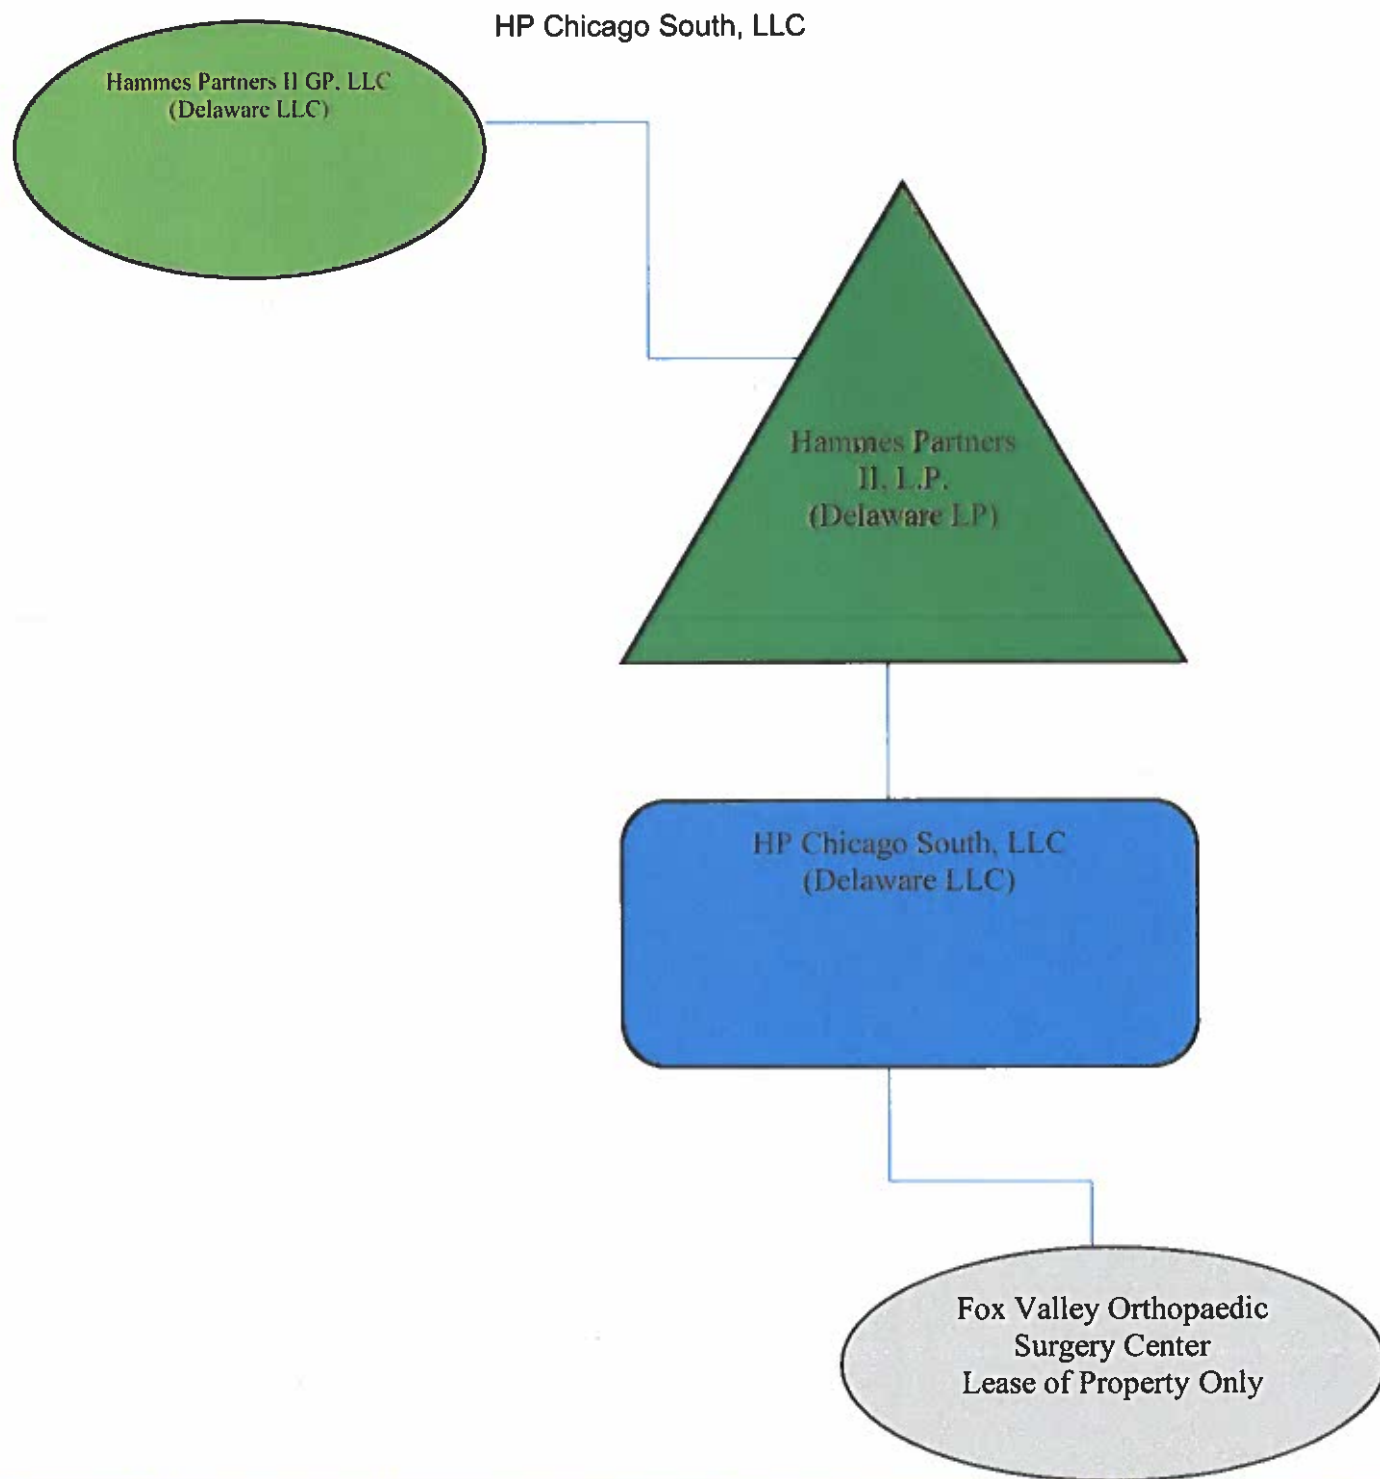 HP Chicago South, LLC
Hammes Partners II GP, LLC
(Delaware LLC)
Hammes Partners
II, L.P.
(Delaware LP)
HP Chicago South, LLC
(Delaware LLC)
Fox Valley Orthopaedic
Surgery Center
Lease of Property Only